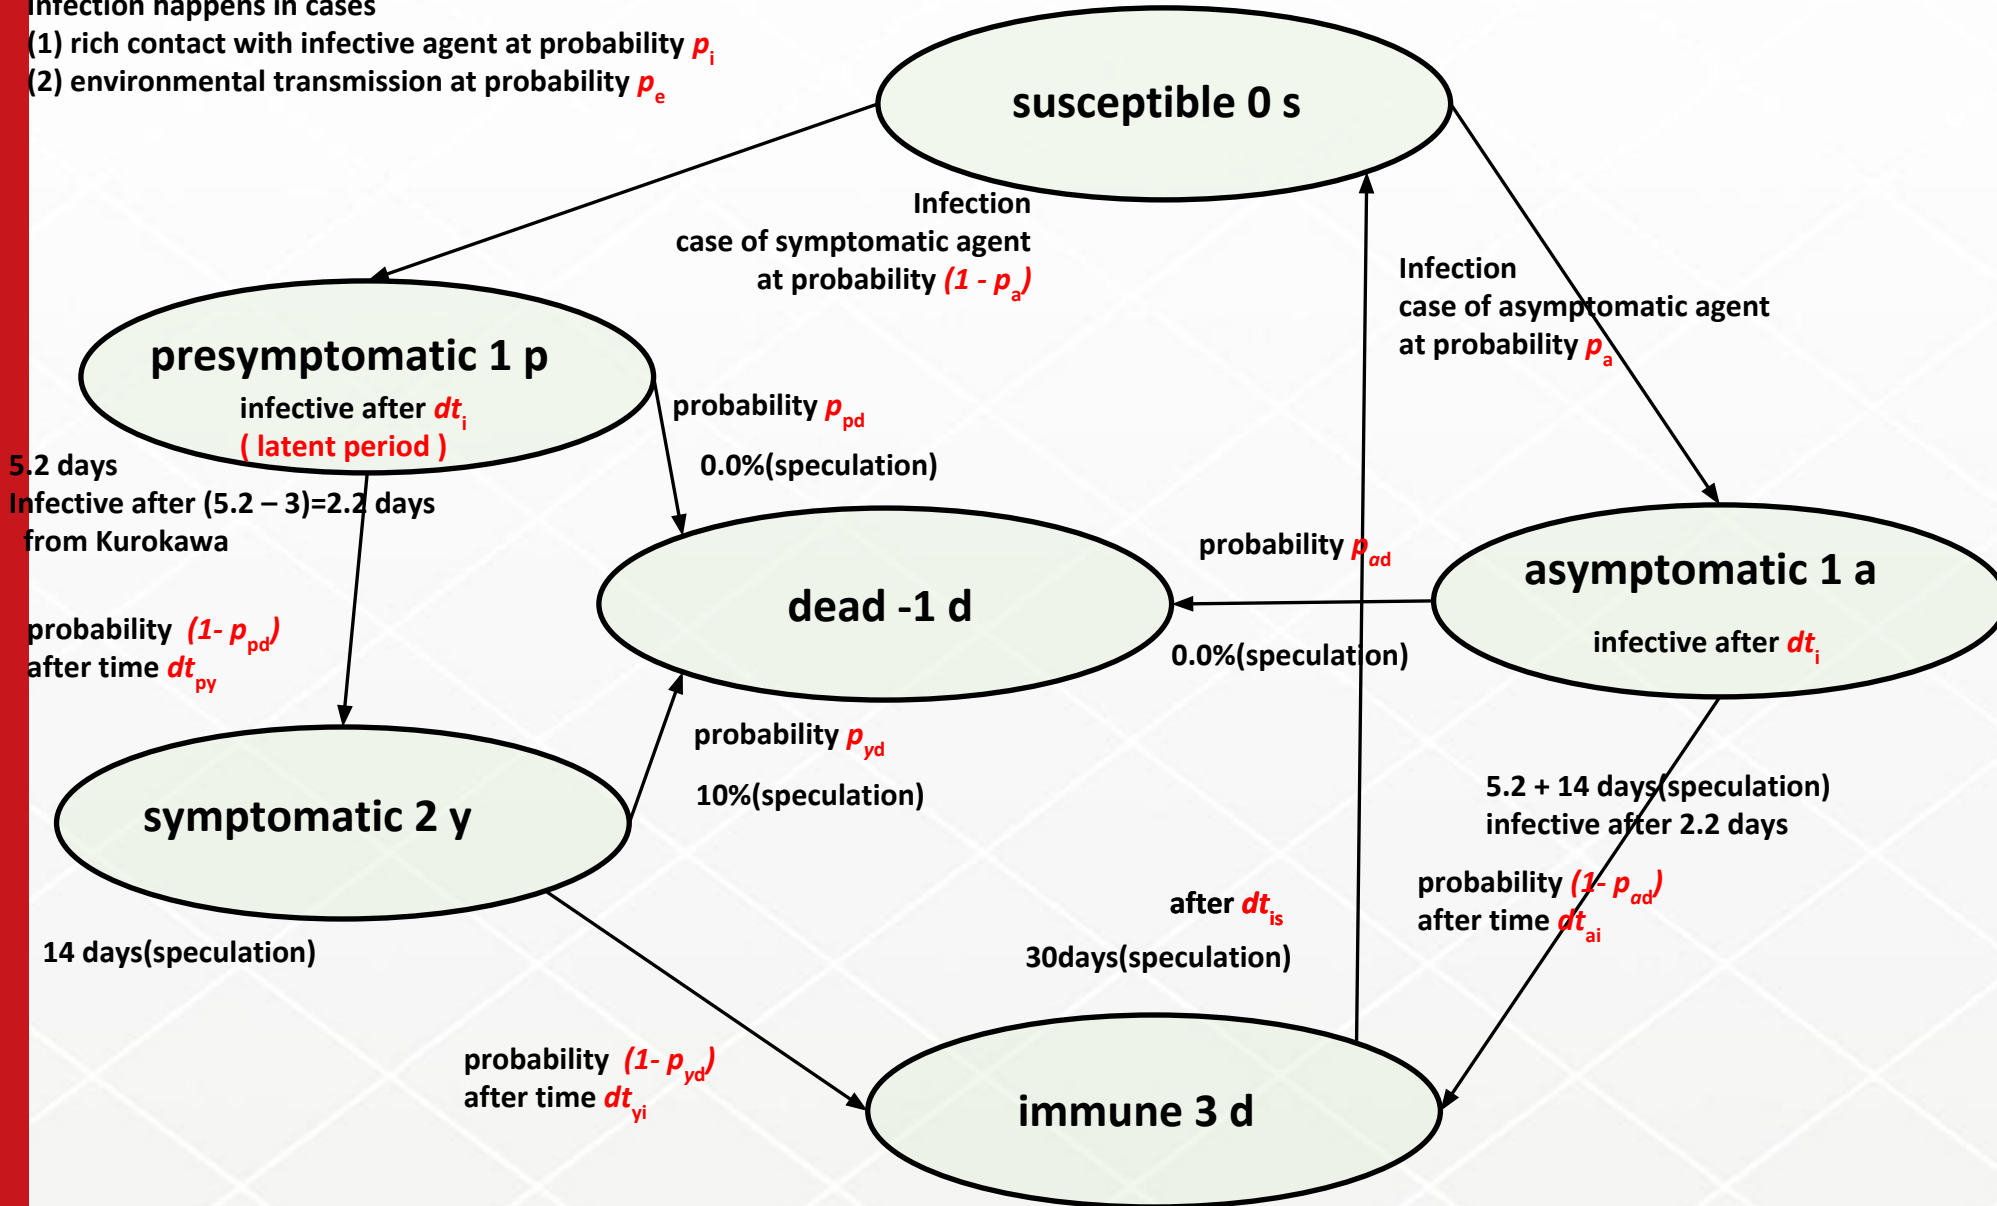 Infection happens in cases
(1) rich contact with infective agent at probability pi
(2) environmental transmission at probability pe
susceptible 0 s
Infection
case of symptomatic agent
at probability (1 - pa)
Infection
case of asymptomatic agent
at probability pa
presymptomatic 1 p
infective after dti
( latent period )
probability ppd
0.0%(speculation)
5.2 days
Infective after (5.2 – 3)=2.2 days
from Kurokawa
probability (1- ppd)
after time dtpy
dead -1 d
probability pad
0.0%(speculation)
asymptomatic 1 a
infective after dti
symptomatic 2 y
probability pyd
10%(speculation)
14 days(speculation)
5.2 + 14 days(speculation)
infective after 2.2 days
probability (1- pad)
after time dtai
after dtis
30days(speculation)
probability (1- pyd)
after time dtyi
immune 3 d